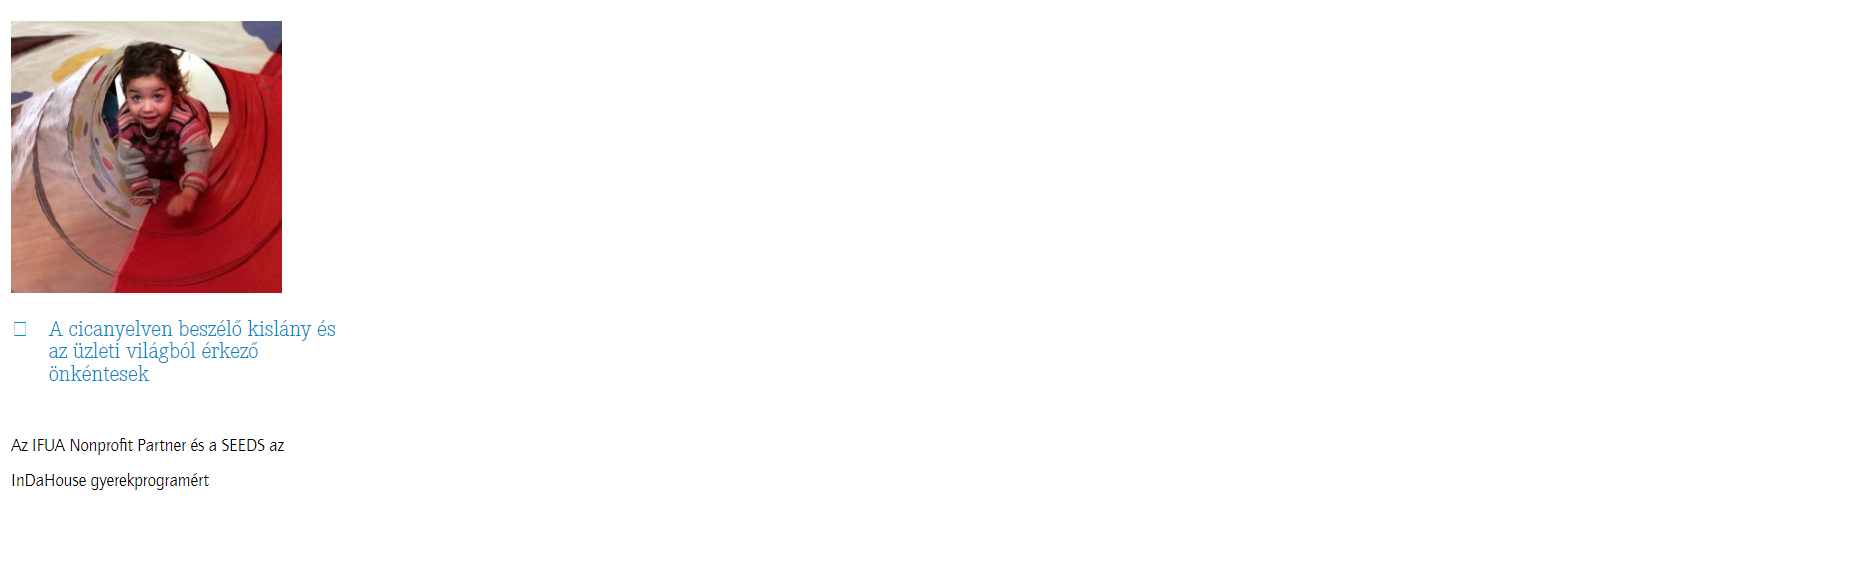 A cicanyelven beszélő kislány és
az üzleti világból érkező
önkéntesek
Az IFUA Nonprofit Partner és a SEEDS az
InDaHouse gyerekprogramért